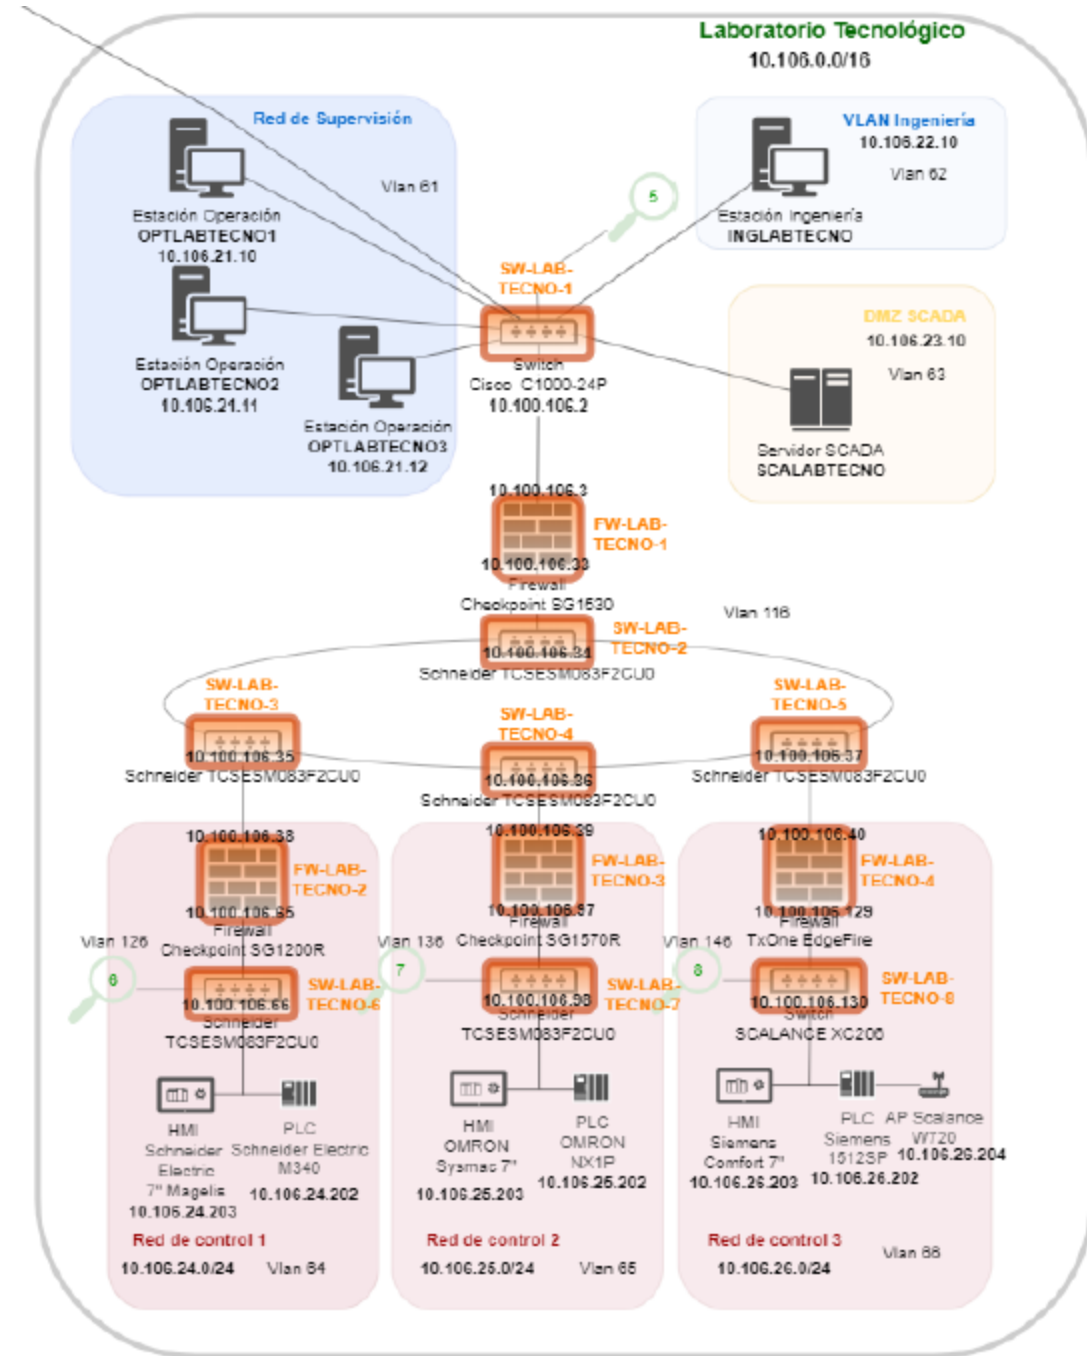 Laboratorio Tecnológico
10.106.0.0/16
Red de Supervisión
Vlan 61
Estación Operación
OPTLABTECNO1
10.106.21.10
Estación Operación
OPTLABTECNO2
10.106.21.11
Estación Operación
OPTLABTECNO3
10.106.21.12
VLAN Ingeniería
10.106.22.10
Vlan 62
Estación Ingeniería
INGLABTECNO
5
SW-LAB-
TECNO-1
Switch
Cisco C1000-24P
10.100.106.2
DMZ SCADA
10.106.23.10
Vlan 63
Servidor SCADA
SCALABTECNO
10.100.106.3
FW-LAB-
TECNO-1
10.100.106.33
Firewall
Checkpoint SG1530
Vlan 116
SW-LAB-
TECNO-2
10.100.106.34
Schneider TCSESM083F2CU0
SW-LAB-
TECNO-3
10.100.106.35
Schneider TCSESM083F2CU0
SW-LAB-
TECNO-4
10.100.106.36
Schneider TCSESM083F2CU0
SW-LAB-
TECNO-5
10.100.106.37
Schneider TCSESM083F2CU0
10.100.106.38
FW-LAB-
TECNO-2
10.100.106.65
Firewall
Checkpoint SG1200R
Vlan 126
6
SW-LAB-
TECNO-6
10.100.106.66
Schneider
TCSESM083F2CU0
HMI
Schneider
Electric
7" Magelis
10.106.24.203
PLC
Schneider Electric
M340
10.106.24.202
Red de control 1
10.106.24.0/24
Vlan 64
10.100.106.39
FW-LAB-
TECNO-3
10.100.106.97
Firewall
Checkpoint SG1570R
Vlan 136
7
SW-LAB-
TECNO-7
10.100.106.98
Schneider
TCSESM083F2CU0
HMI
OMRON
Sysmac 7"
10.106.25.203
PLC
OMRON
NX1P
10.106.25.202
Red de control 2
10.106.25.0/24
Vlan 65
10.100.106.40
FW-LAB-
TECNO-4
10.100.106.129
Firewall
TxOne EdgeFire
Vlan 146
8
SW-LAB-
TECNO-8
10.100.106.130
Switch
SCALANCE XC206
HMI
Siemens
Comfort 7"
10.106.26.203
PLC
Siemens
1512SP
10.106.26.202
AP Scalance
W720
10.106.26.204
Red de control 3
10.106.26.0/24
Vlan 66